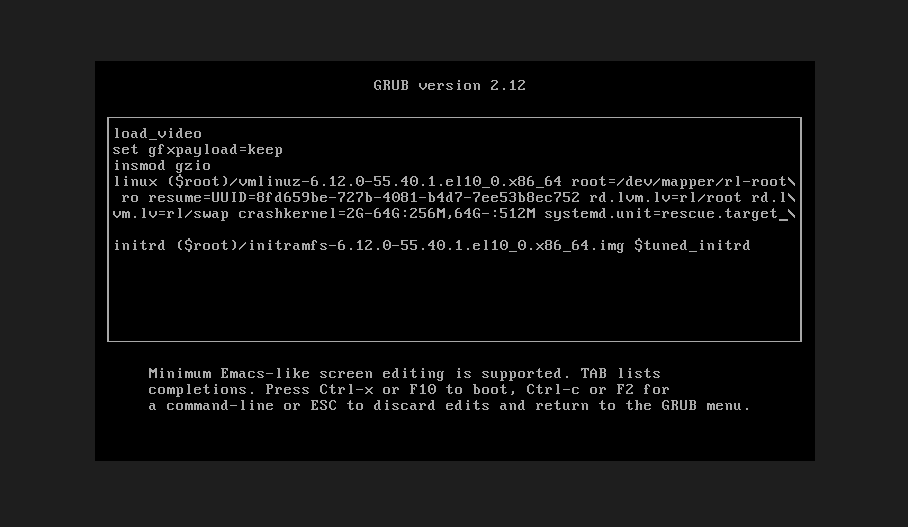 GRUB version 2.12
load_video
set gfxpayload=keep
insmod gzio
linux ($root)/vmlinuz-6.12.0-55.40.1.el10_0.x86_64 root=/dev/mapper/rl-root\
ro resume=UUID=8fd659be-727b-4081-b4d7-7ee53b8ec752 rd.lvm.lv=rl/root rd.l\
vm.lv=rl/swap crashkernel=2G-64G:256M,64G-:512M systemd.unit=rescue.target_\
initrd ($root)/initramfs-6.12.0-55.40.1.el10_0.x86_64.img $tuned_initrd
Minimum Emacs-like screen editing is supported. TAB lists
completions. Press Ctrl-x or F10 to boot, Ctrl-c or F2 for
a command-line or ESC to discard edits and return to the GRUB menu.